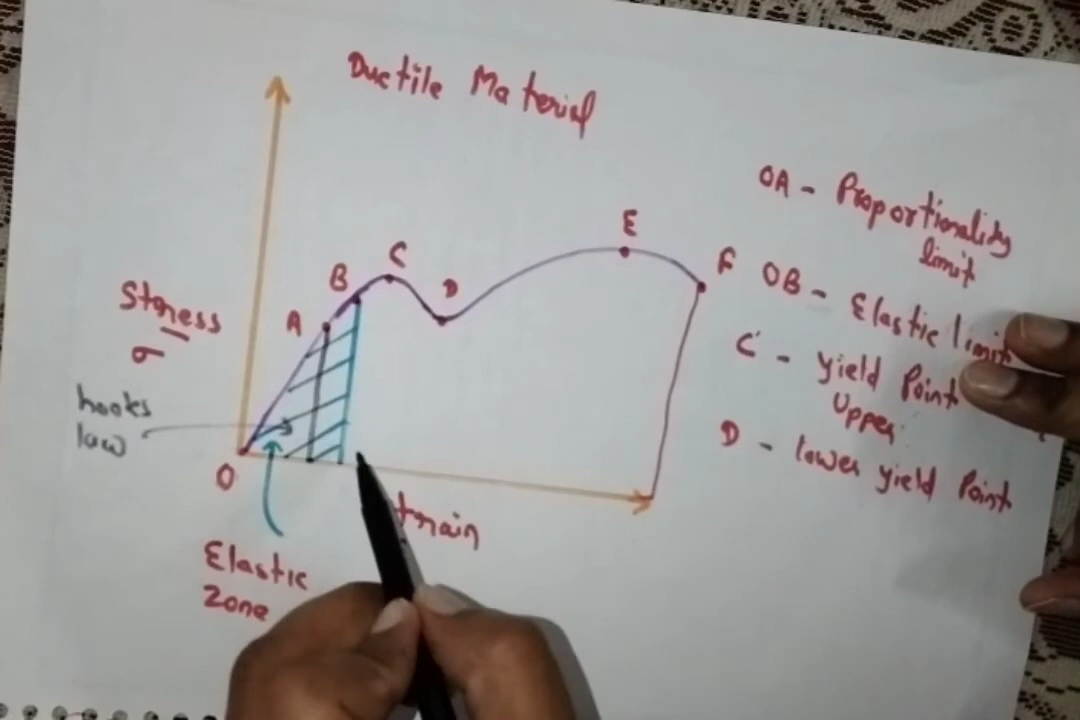 Ductile Material
Stress
σ
hooks
law
O
A
B
C
D
E
F
Elastic
Zone
OA - Proportionality
limit
OB - Elastic limit
C - Yield Point
Upper
D - lower yield Point